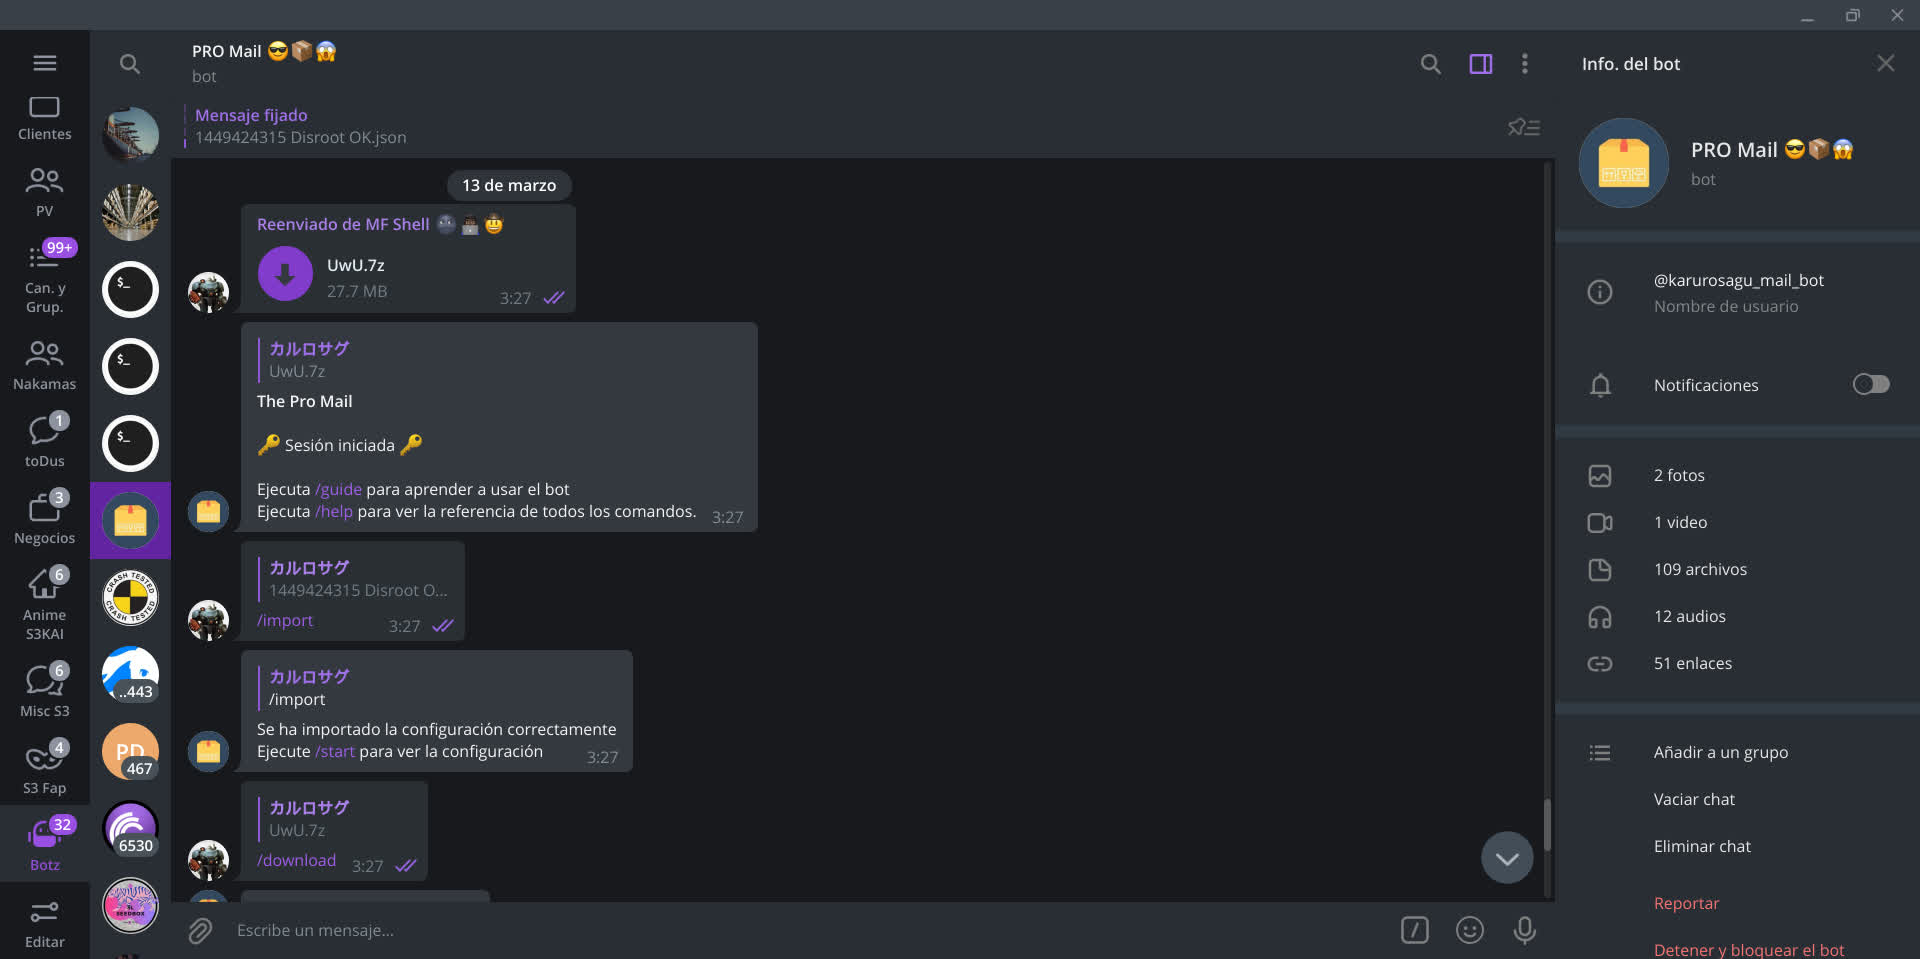 Clientes
PV
99+
Can. y
Grup.
Nakamas
1
toDus
3
Negocios
6
Anime
S3KAI
6
Misc S3
4
S3 Fap
32
Botz
Editar
$_
$_
$_
CRASH TESTED
CRASH TESTED
..443
PD
467
6530
SEEDBOX
PRO Mail 😎📦😱
bot
Mensaje fijado
1449424315 Disroot OK.json
13 de marzo
Reenviado de MF Shell
UwU.7z
27.7 MB
3:27
カルロサグ
UwU.7z
The Pro Mail
🔑 Sesión iniciada 🔑
Ejecuta /guide para aprender a usar el bot
Ejecuta /help para ver la referencia de todos los comandos.
3:27
カルロサグ
1449424315 Disroot O...
/import
3:27
カルロサグ
/import
Se ha importado la configuración correctamente
Ejecute /start para ver la configuración
3:27
カルロサグ
UwU.7z
/download
3:27
Escribe un mensaje...
Info. del bot
PRO Mail 😎📦😱
bot
@karurosagu_mail_bot
Nombre de usuario
Notificaciones
2 fotos
1 video
109 archivos
12 audios
51 enlaces
Añadir a un grupo
Vaciar chat
Eliminar chat
Reportar
Detener y bloquear el bot